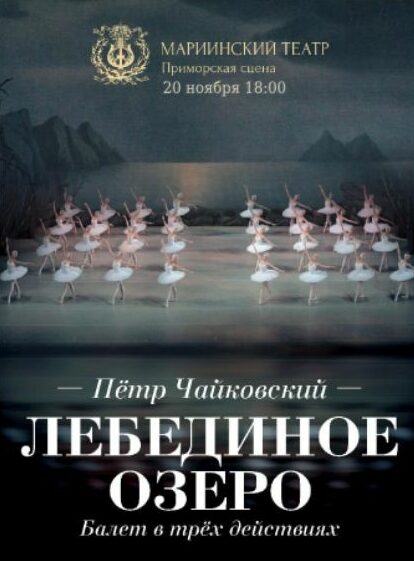 МАРИИНСКИЙ ТЕАТР
Приморская сцена
20 ноября 18:00
— Пётр Чайковский —
ЛЕБЕДИНОЕ
ОЗЕРО
Балет в трёх действиях